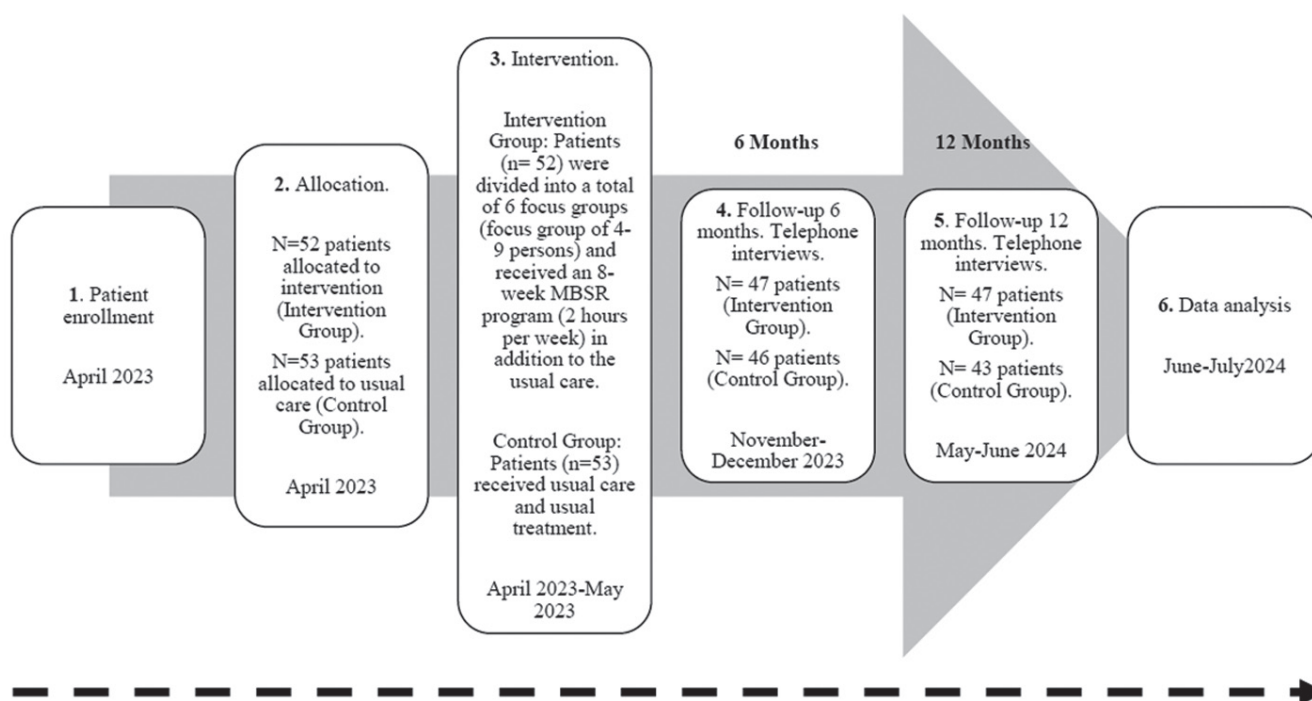 1. Patient
enrollment
April 2023
2. Allocation.
N=52 patients
allocated to
intervention
(Intervention
Group).
N=53 patients
allocated to usual
care (Control
Group).
April 2023
3. Intervention.
Intervention
Group: Patients
(n= 52) were
divided into a total
of 6 focus groups
(focus group of 4-
9 persons) and
received an 8-
week MBSR
program (2 hours
per week) in
addition to the
usual care.
Control Group:
Patients (n=53)
received usual care
and usual
treatment.
April 2023-May
2023
6 Months
4. Follow-up 6
months. Telephone
interviews.
N= 47 patients
(Intervention
Group).
N= 46 patients
(Control Group).
November-
December 2023
12 Months
5. Follow-up 12
months. Telephone
interviews.
N= 47 patients
(Intervention
Group).
N= 43 patients
(Control Group).
May-June 2024
6. Data analysis
June-July2024